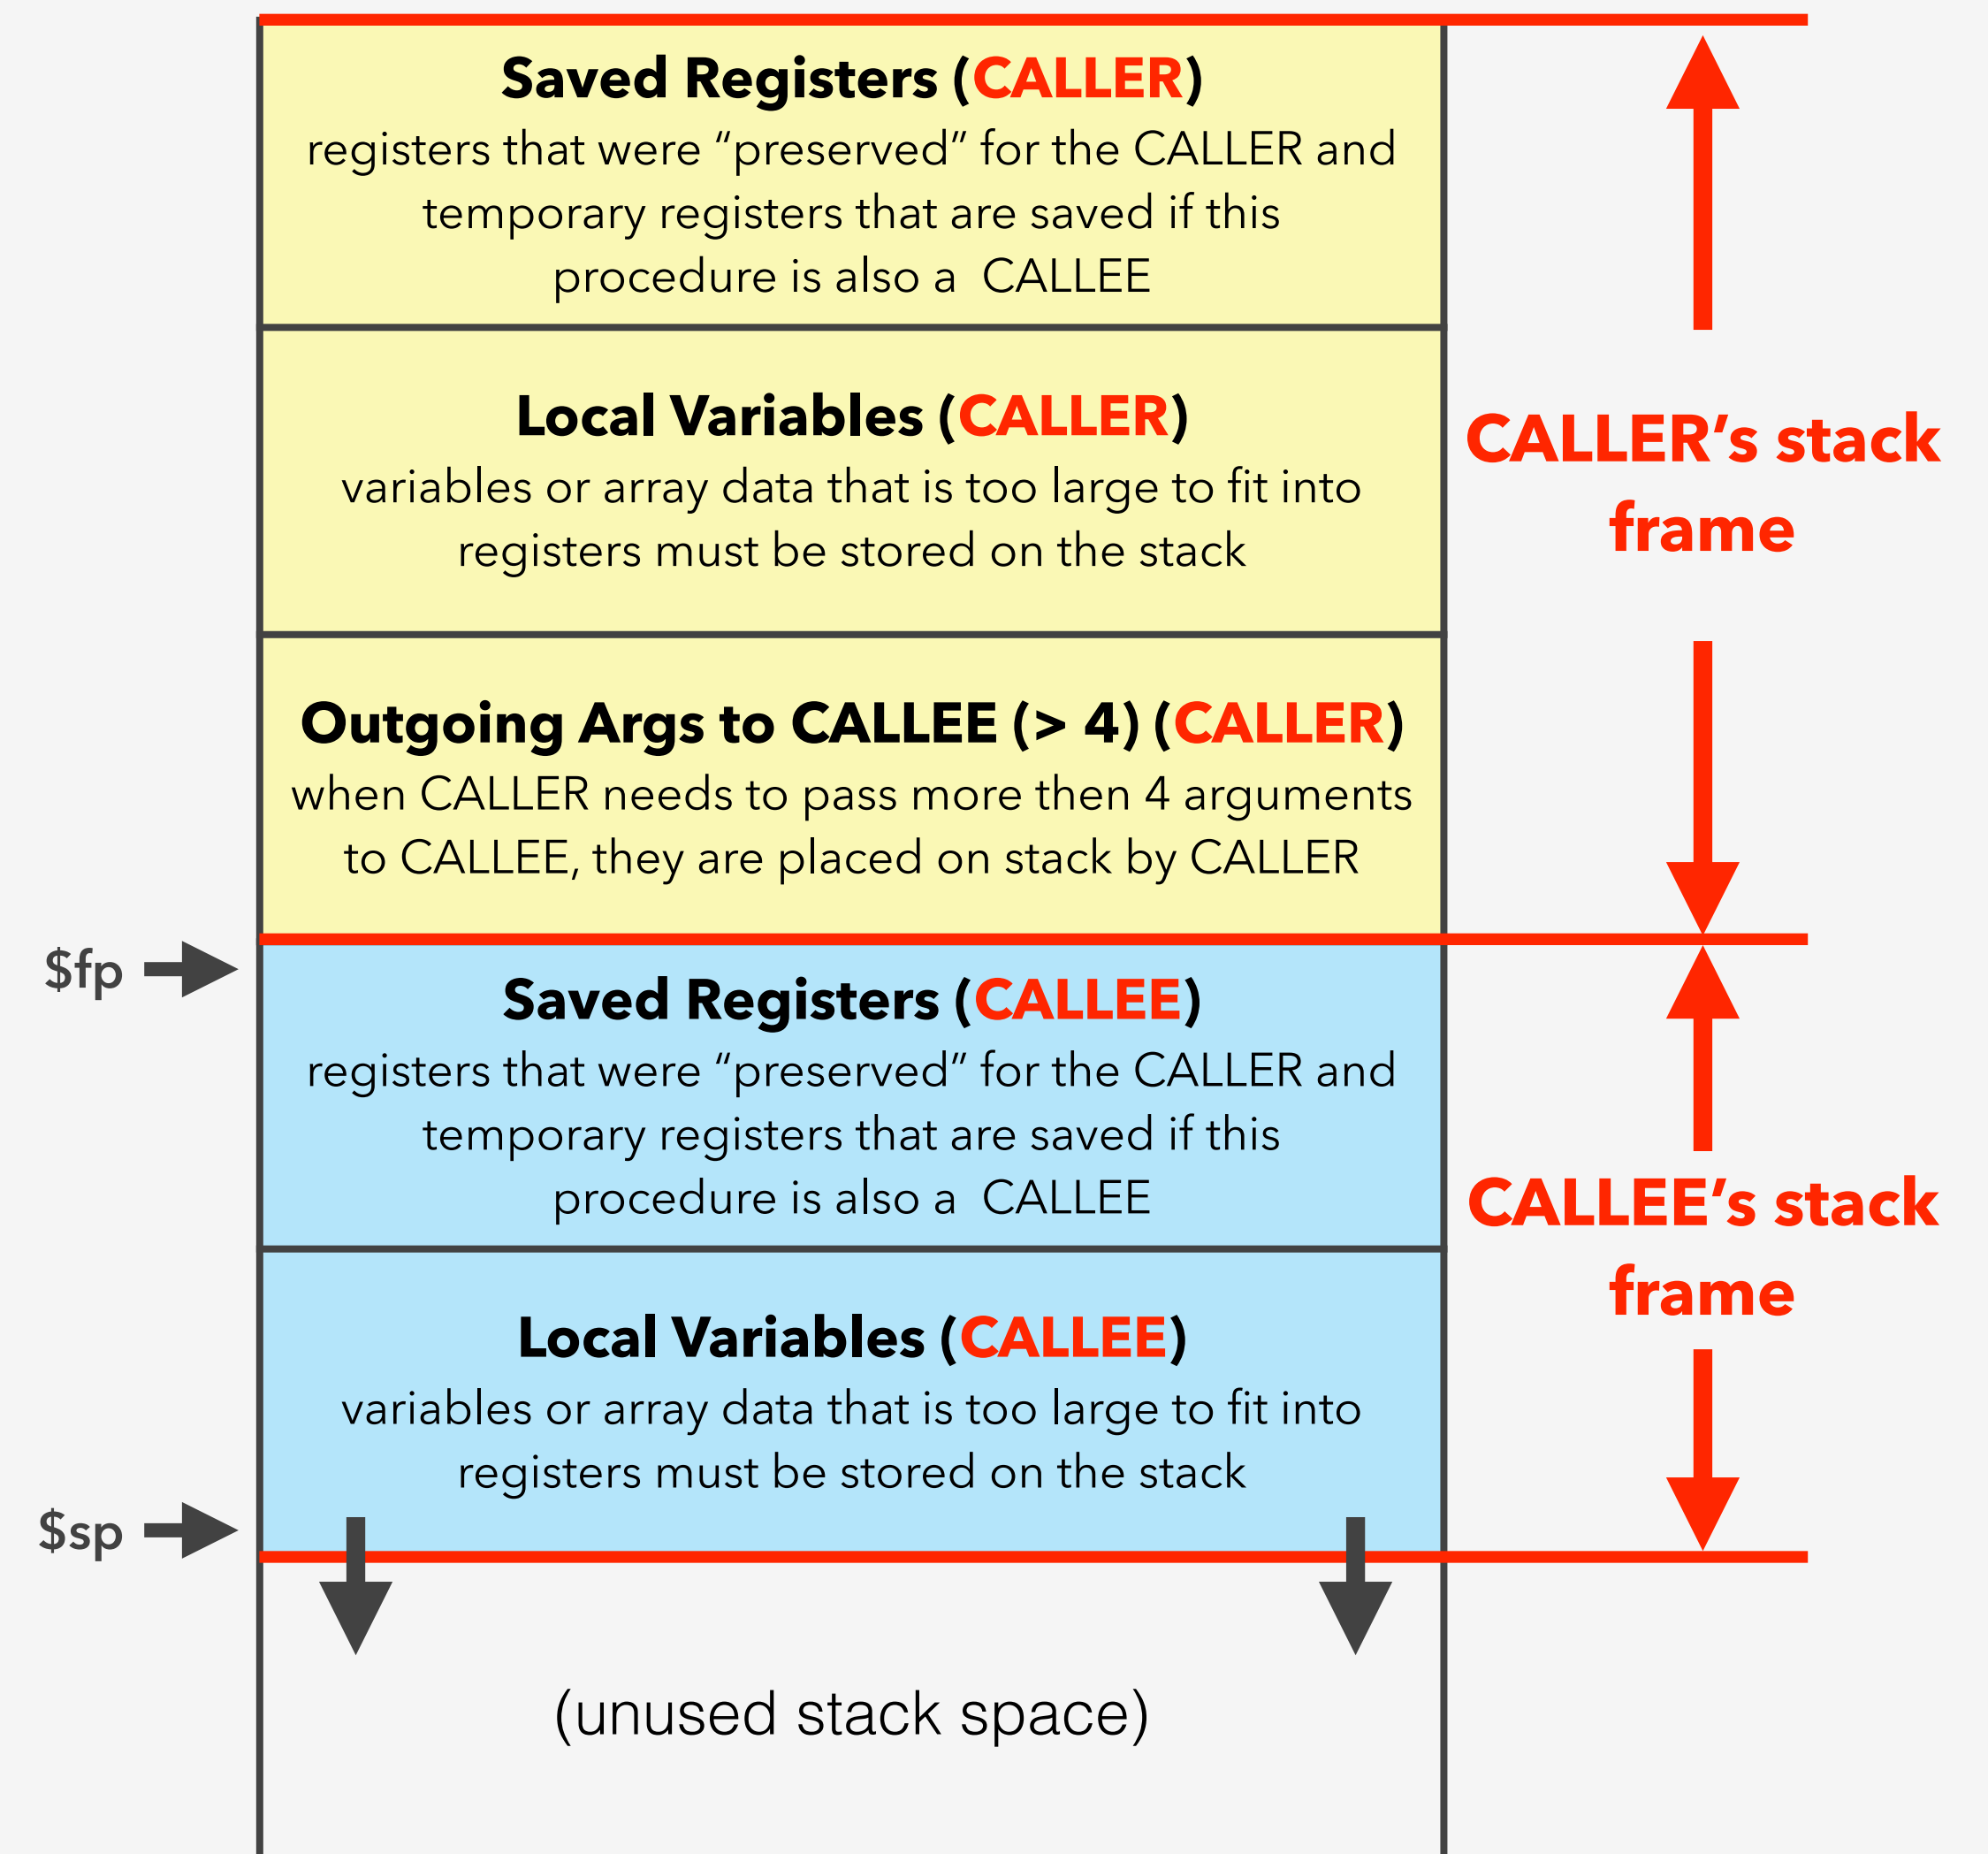 Saved Registers (CALLER)
registers that were “preserved” for the CALLER and
temporary registers that are saved if this
procedure is also a CALLEE
Local Variables (CALLER)
variables or array data that is too large to fit into
registers must be stored on the stack
CALLER’s stack
frame
Outgoing Args to CALLEE (> 4) (CALLER)
when CALLER needs to pass more then 4 arguments
to CALLEE, they are placed on stack by CALLER
$fp
Saved Registers (CALLEE)
registers that were “preserved” for the CALLER and
temporary registers that are saved if this
procedure is also a CALLEE
CALLEE’s stack
frame
Local Variables (CALLEE)
variables or array data that is too large to fit into
registers must be stored on the stack
$sp
(unused stack space)